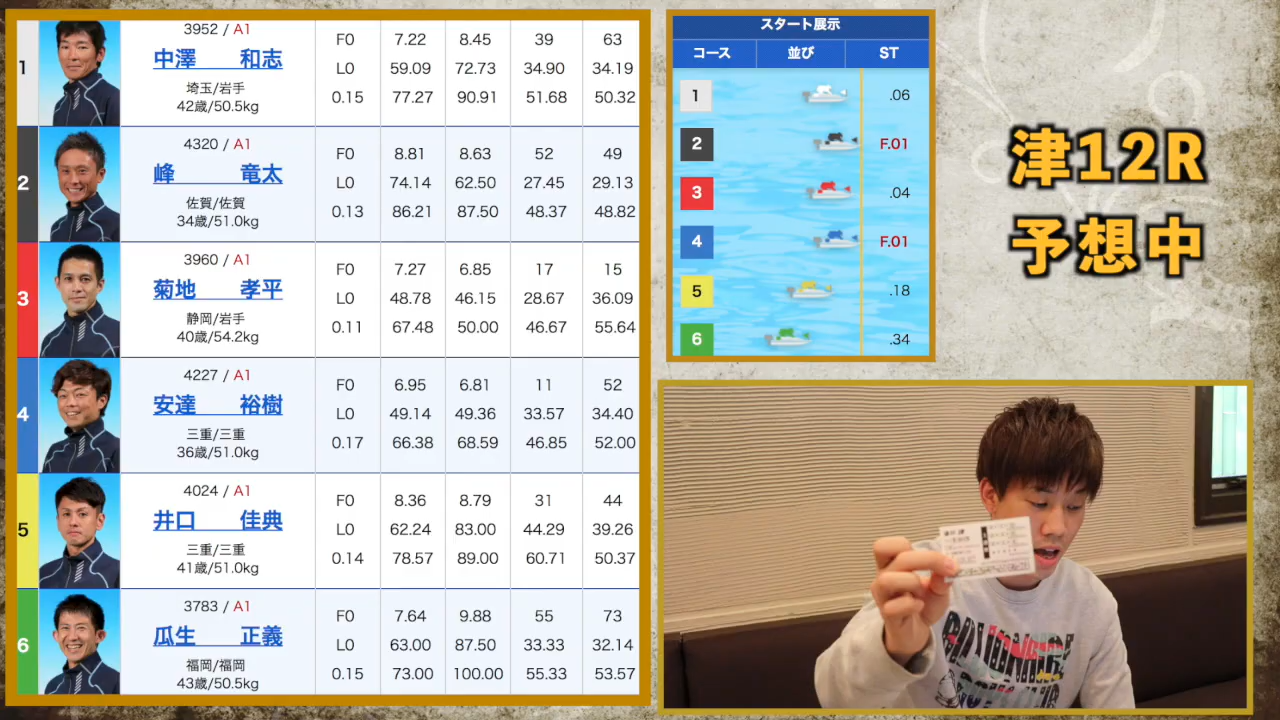 1
3952 / A1
中澤 和志
埼玉/岩手
42歳/50.5kg
F0 7.22 8.45 39 63
L0 59.09 72.73 34.90 34.19
0.15 77.27 90.91 51.68 50.32
2
4320 / A1
峰 竜太
佐賀/佐賀
34歳/51.0kg
F0 8.81 8.63 52 49
L0 74.14 62.50 27.45 29.13
0.13 86.21 87.50 48.37 48.82
3
3960 / A1
菊地 孝平
静岡/岩手
40歳/54.2kg
F0 7.27 6.85 17 15
L0 48.78 46.15 28.67 36.09
0.11 67.48 50.00 46.67 55.64
4
4227 / A1
安達 裕樹
三重/三重
36歳/51.0kg
F0 6.95 6.81 11 52
L0 49.14 49.36 33.57 34.40
0.17 66.38 68.59 46.85 52.00
5
4024 / A1
井口 佳典
三重/三重
41歳/51.0kg
F0 8.36 8.79 31 44
L0 62.24 83.00 44.29 39.26
0.14 78.57 89.00 60.71 50.37
6
3783 / A1
瓜生 正義
福岡/福岡
43歳/50.5kg
F0 7.64 9.88 55 73
L0 63.00 87.50 33.33 32.14
0.15 73.00 100.00 55.33 53.57
スタート展示
コース 並び ST
1 .06
2 F.01
3 .04
4 F.01
5 .18
6 .34
津12R
予想中